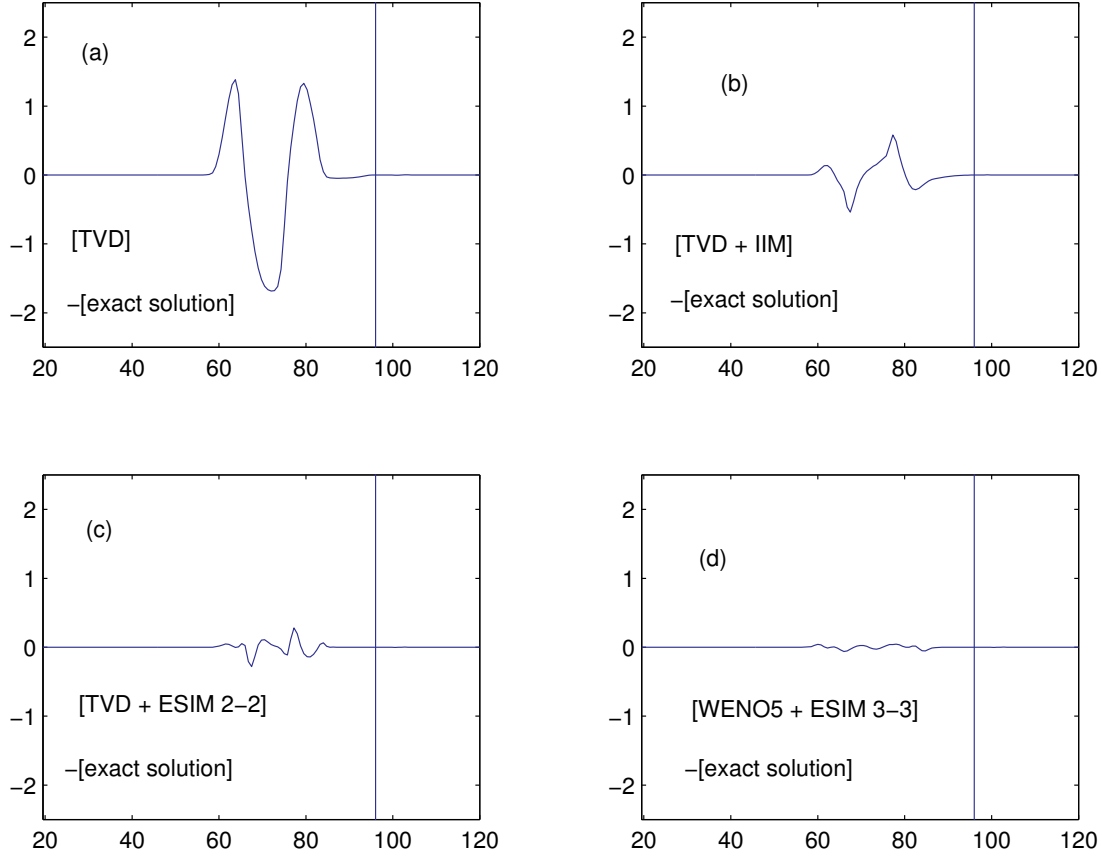 2
(a)
1
0
−1
[TVD]
−[exact solution]
−2
20 40 60 80 100 120
2
(b)
1
0
−1
[TVD + IIM]
−[exact solution]
−2
20 40 60 80 100 120
2
(c)
1
0
[TVD + ESIM 2−2]
−1
−[exact solution]
−2
20 40 60 80 100 120
2
(d)
1
0
[WENO5 + ESIM 3−3]
−1
−[exact solution]
−2
20 40 60 80 100 120